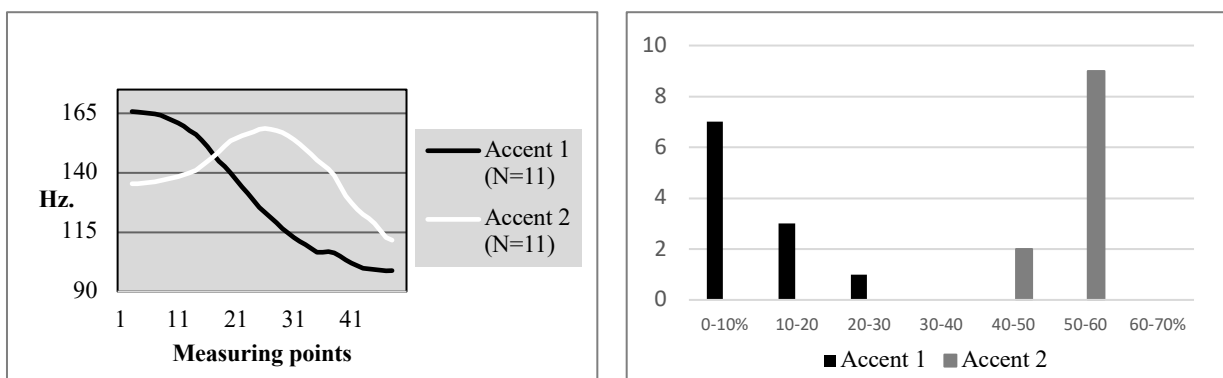 165
140
Hz.
115
90
1 11 21 31 41
Measuring points
Accent 1
(N=11)
Accent 2
(N=11)
10
8
6
4
2
0
0-10% 10-20 20-30 30-40 40-50 50-60 60-70%
Accent 1 Accent 2